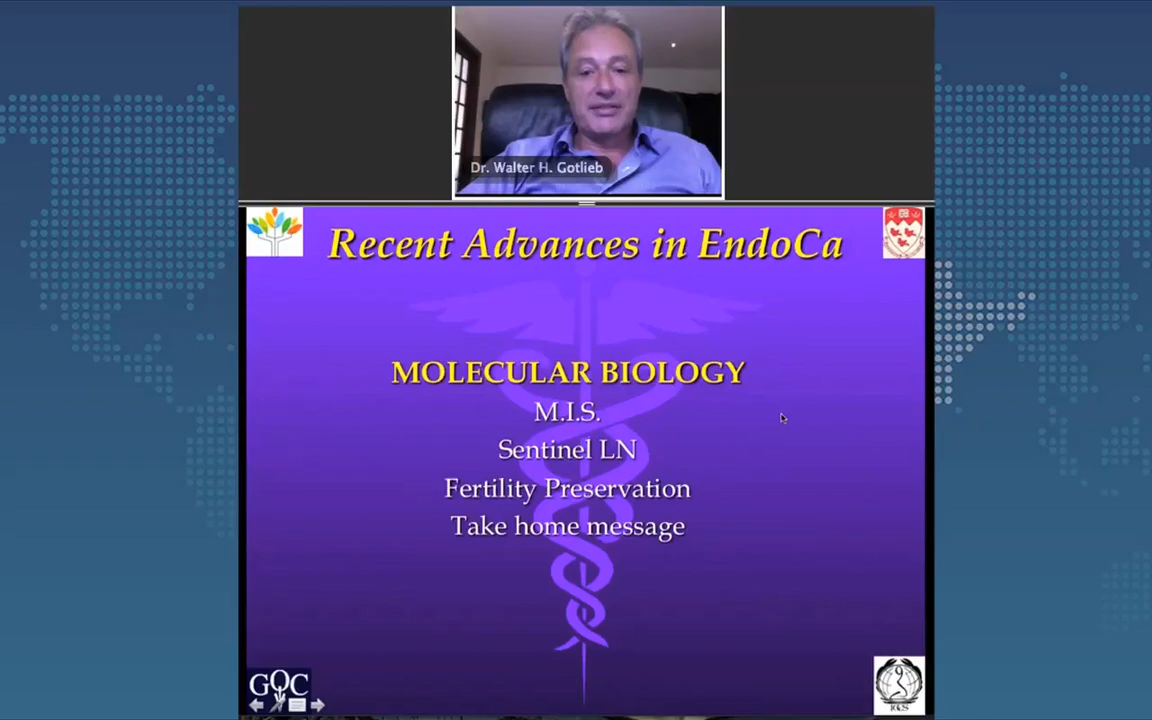 Dr. Walter H. Gotlieb
Recent Advances in EndoCa
MOLECULAR BIOLOGY
M.I.S.
Sentinel LN
Fertility Preservation
Take home message
GOC